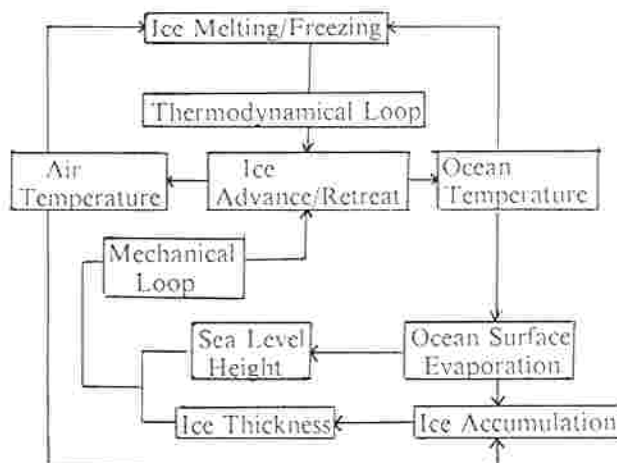 Ice Melting/Freezing
Thermodynamical Loop
Air
Temperature
Ice
Advance/Retreat
Ocean
Temperature
Mechanical
Loop
Sea Level
Height
Ocean Surface
Evaporation
Ice Thickness
Ice Accumulation